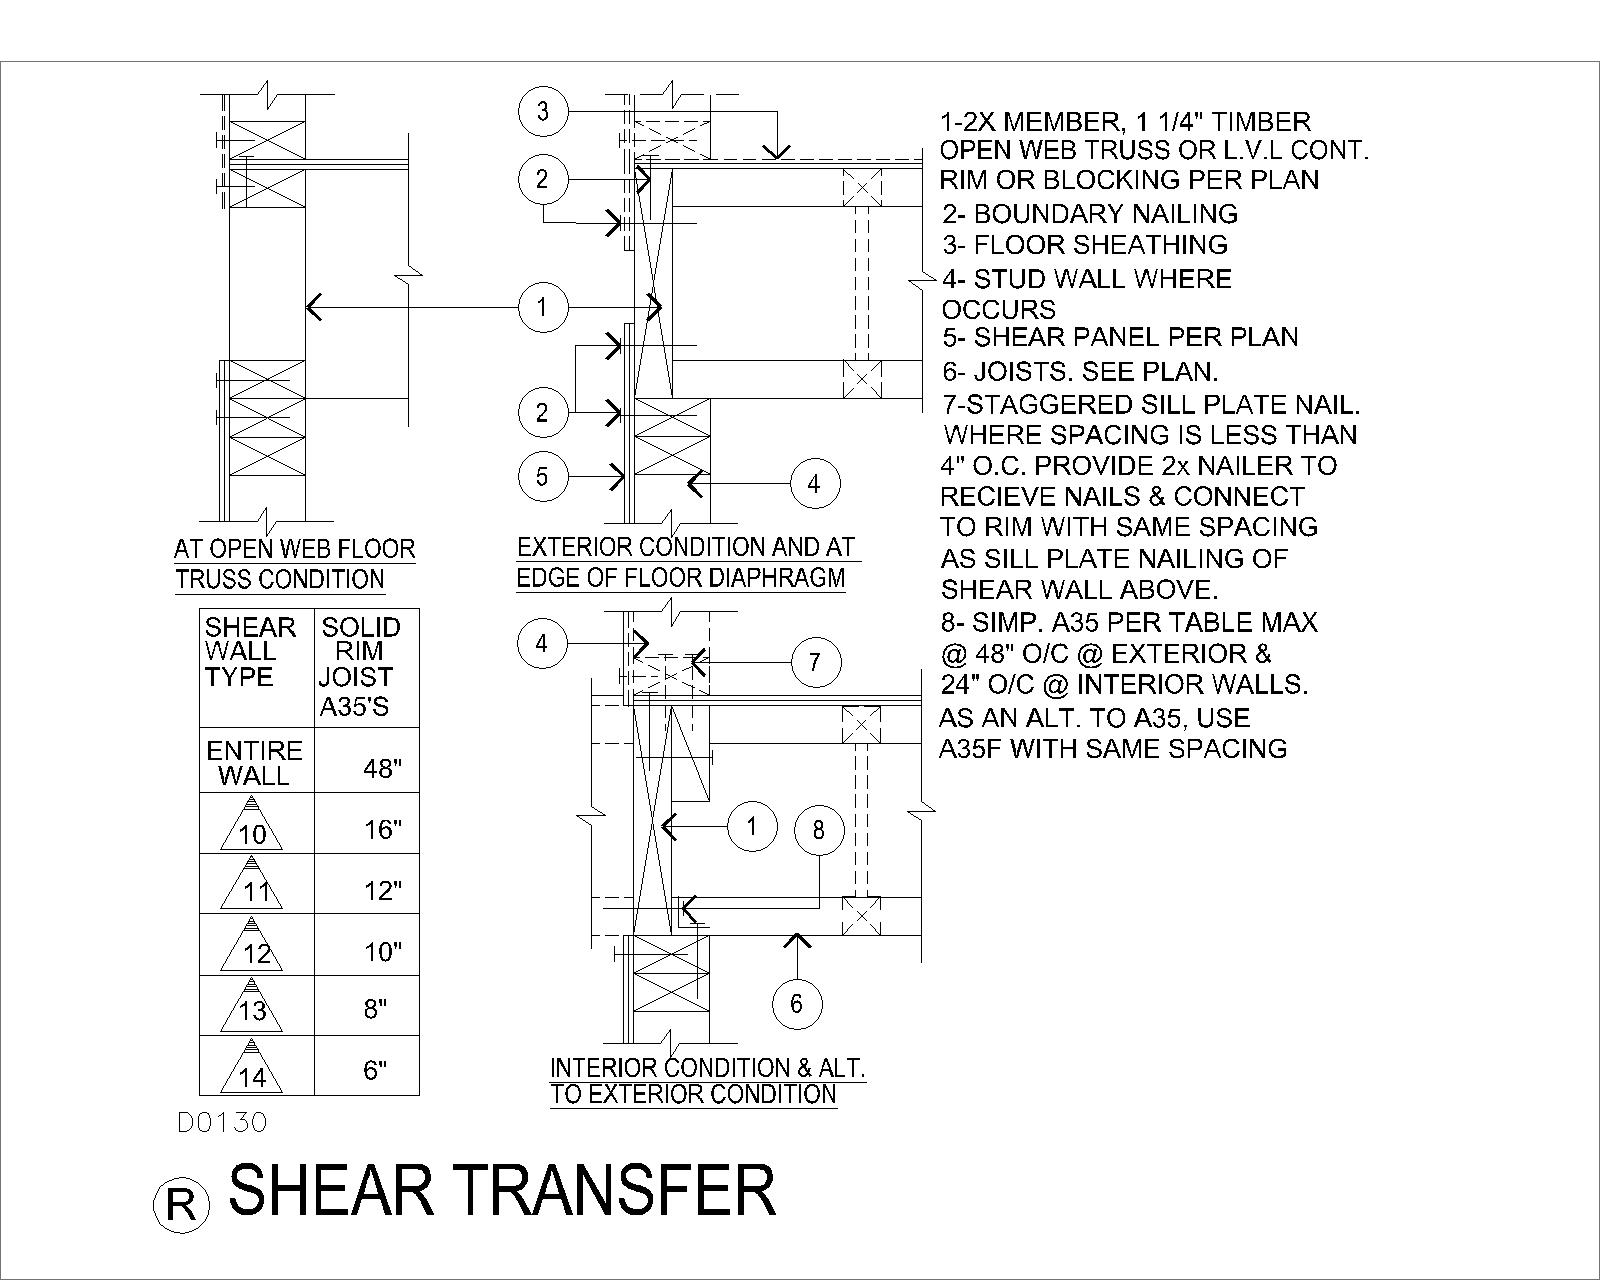 3
2
1
2
5
4
AT OPEN WEB FLOOR
TRUSS CONDITION
EXTERIOR CONDITION AND AT
EDGE OF FLOOR DIAPHRAGM
1-2X MEMBER, 1 1/4" TIMBER
OPEN WEB TRUSS OR L.V.L CONT.
RIM OR BLOCKING PER PLAN
2- BOUNDARY NAILING
3- FLOOR SHEATHING
4- STUD WALL WHERE
OCCURS
5- SHEAR PANEL PER PLAN
6- JOISTS. SEE PLAN.
7-STAGGERED SILL PLATE NAIL.
WHERE SPACING IS LESS THAN
4" O.C. PROVIDE 2x NAILER TO
RECIEVE NAILS & CONNECT
TO RIM WITH SAME SPACING
AS SILL PLATE NAILING OF
SHEAR WALL ABOVE.
8- SIMP. A35 PER TABLE MAX
@ 48" O/C @ EXTERIOR &
24" O/C @ INTERIOR WALLS.
AS AN ALT. TO A35, USE
A35F WITH SAME SPACING
SHEAR
WALL
TYPE
SOLID
RIM
JOIST
A35'S
ENTIRE
WALL
48"
10
16"
11
12"
12
10"
13
8"
14
6"
4
7
1
8
6
INTERIOR CONDITION & ALT.
TO EXTERIOR CONDITION
D0130
R SHEAR TRANSFER